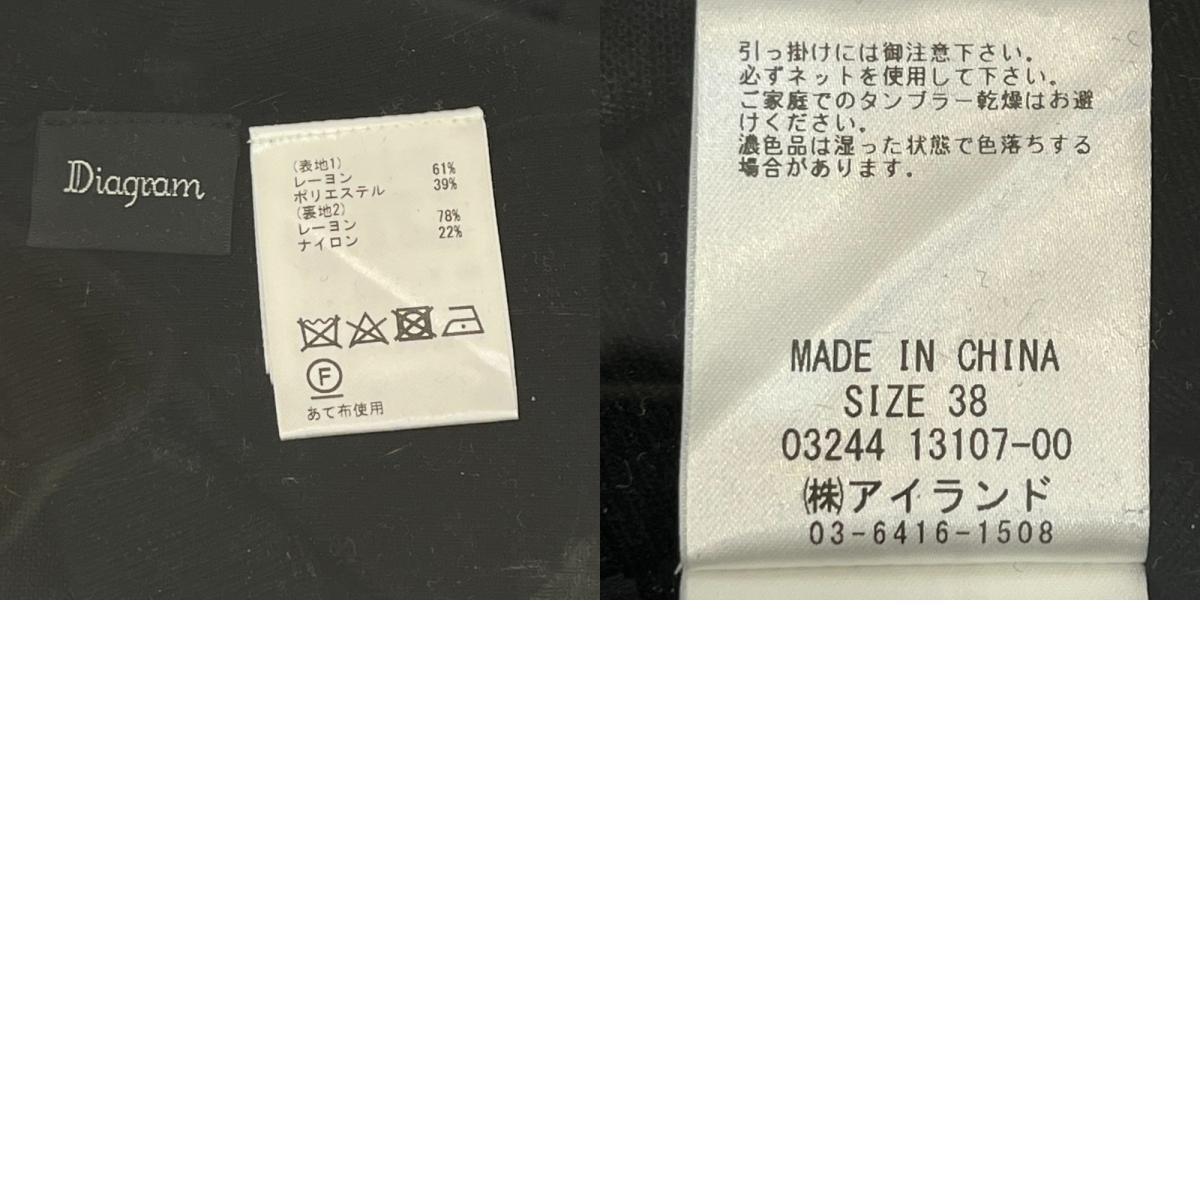 Diagram
(表地1)
レーヨン 61%
ポリエステル 39%
(裏地2)
レーヨン 78%
ナイロン 22%
F
あて布使用
引っ掛けには御注意下さい。
必ずネットを使用して下さい。
ご家庭でのタンブラー乾燥はお避
けください。
濃色品は湿った状態で色落ちする
場合があります。
MADE IN CHINA
SIZE 38
03244 13107-00
㈱アイランド
03-6416-1508